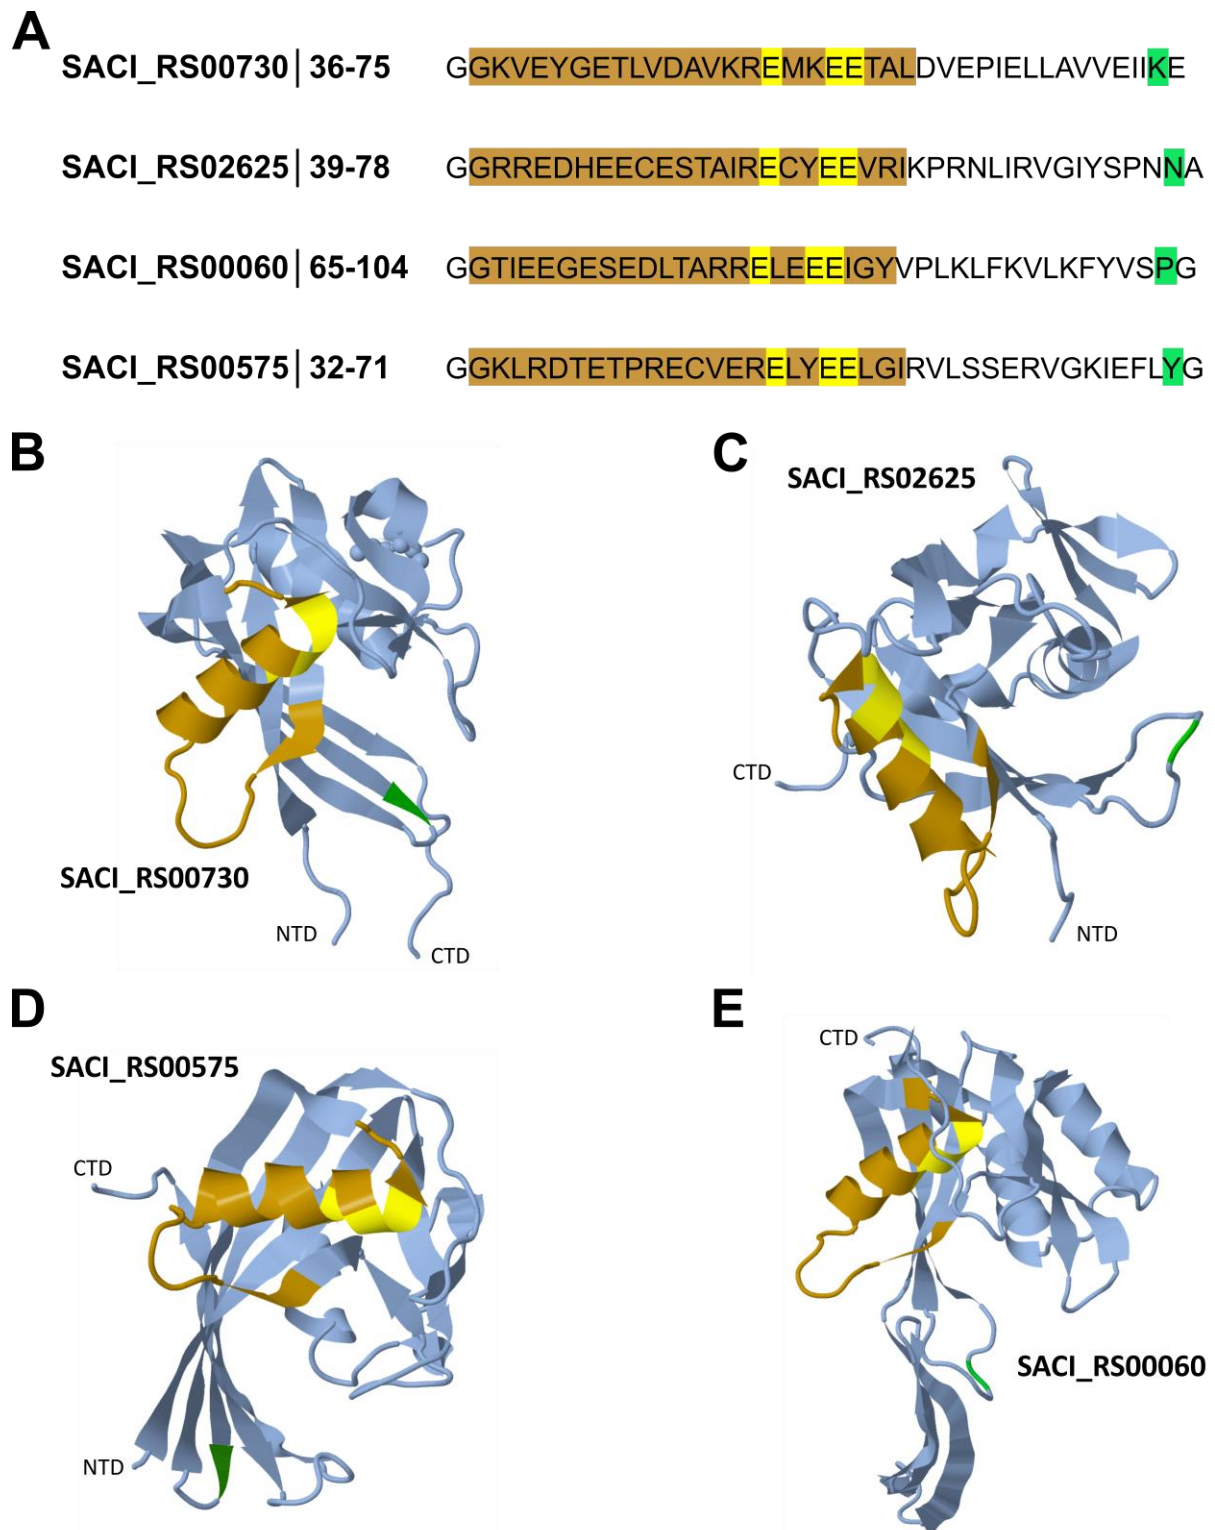 A
SACI_RS00730 | 36-75 GGKVEYGETLVDAVKREMKEETALDVEPIELLAVVEIIKE
SACI_RS02625 | 39-78 GGRREDHEECESTAIRECYEEVRIKPRNLIRVGIYSPNNA
SACI_RS00060 | 65-104 GGTIEEGESEDLTARRELEEEIGYVPLKLFKVLKFYVSPG
SACI_RS00575 | 32-71 GGKLRDTETPRECVERELYEELGIRVLSSERVGKIEFLYG
B
C
SACI_RS02625
CTD
SACI_RS00730
NTD
CTD
NTD
D
E
CTD
SACI_RS00575
CTD
SACI_RS00060
NTD